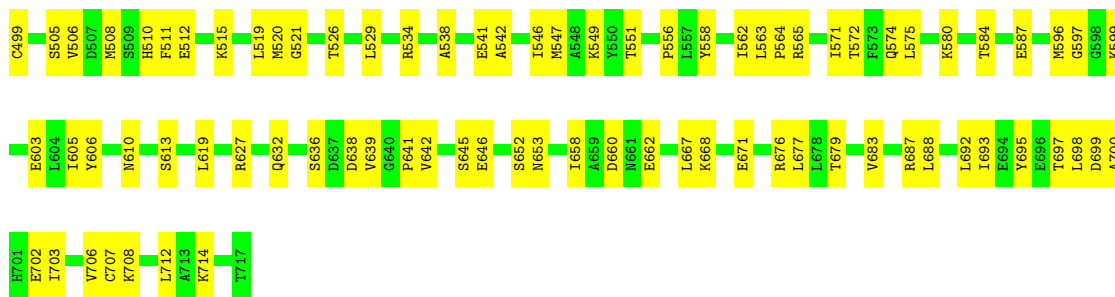 C499 S505 V506 D507 M508 S509 H510 F511 E512 K515 L519 M520 G521 T526 L529 R534 A538 E541 A542 I546 M547 A548 K549 Y550 T551 P556 L557 Y558 I562 L563 P564 R565 I571 T572 F573 Q574 L575 K580 T584 E587 M596 G597 G598 K599
E603 L604 I605 Y606 N610 S613 L619 R627 Q632 S636 D637 D638 V639 G640 P641 V642 S645 E646 S652 N653 I658 A659 D660 N661 E662 L667 K668 E671 R676 L677 L678 T679 V683 R687 L688 L692 I693 E694 Y695 E696 T697 L698 D699 A700
H701 E702 I703 V706 C707 K708 L712 A713 K714 T717